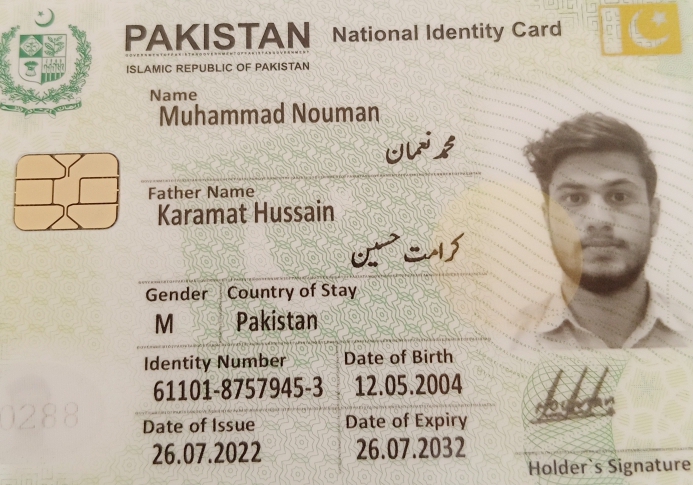 PAKISTAN National Identity Card
ISLAMIC REPUBLIC OF PAKISTAN
Name
Muhammad Nouman
محمد نعمان
Father Name
Karamat Hussain
کرامت حسین
Gender Country of Stay
M Pakistan
Identity Number Date of Birth
61101-8757945-3 12.05.2004
Date of Issue Date of Expiry
26.07.2022 26.07.2032
0288
Nouman
Holder`s Signature